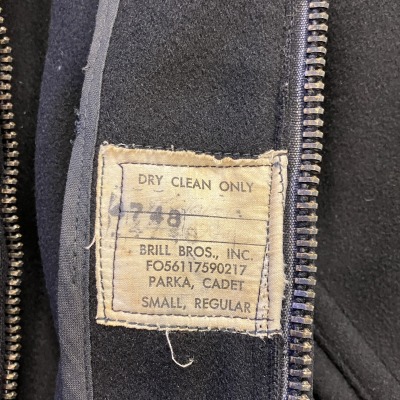 DRY CLEAN ONLY
4748
BRILL BROS., INC.
FO56117590217
PARKA, CADET
SMALL, REGULAR